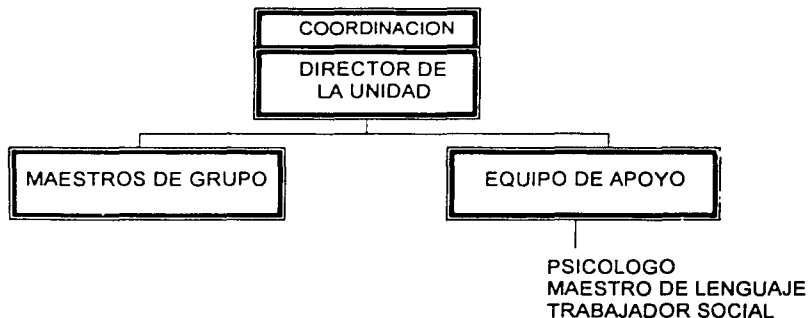 COORDINACION
DIRECTOR DE
LA UNIDAD
MAESTROS DE GRUPO
EQUIPO DE APOYO
PSICOLOGO
MAESTRO DE LENGUAJE
TRABAJADOR SOCIAL